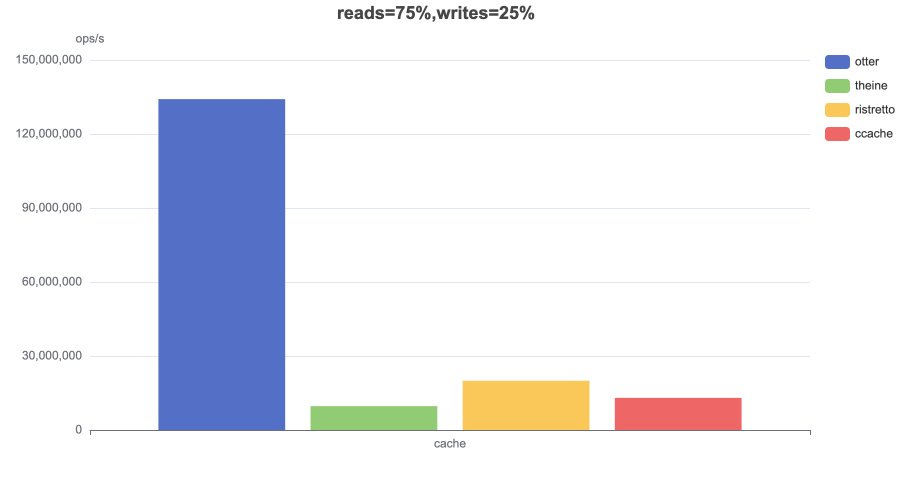 reads=75%,writes=25%
ops/s
150,000,000
120,000,000
90,000,000
60,000,000
30,000,000
0
cache
otter
theine
ristretto
ccache